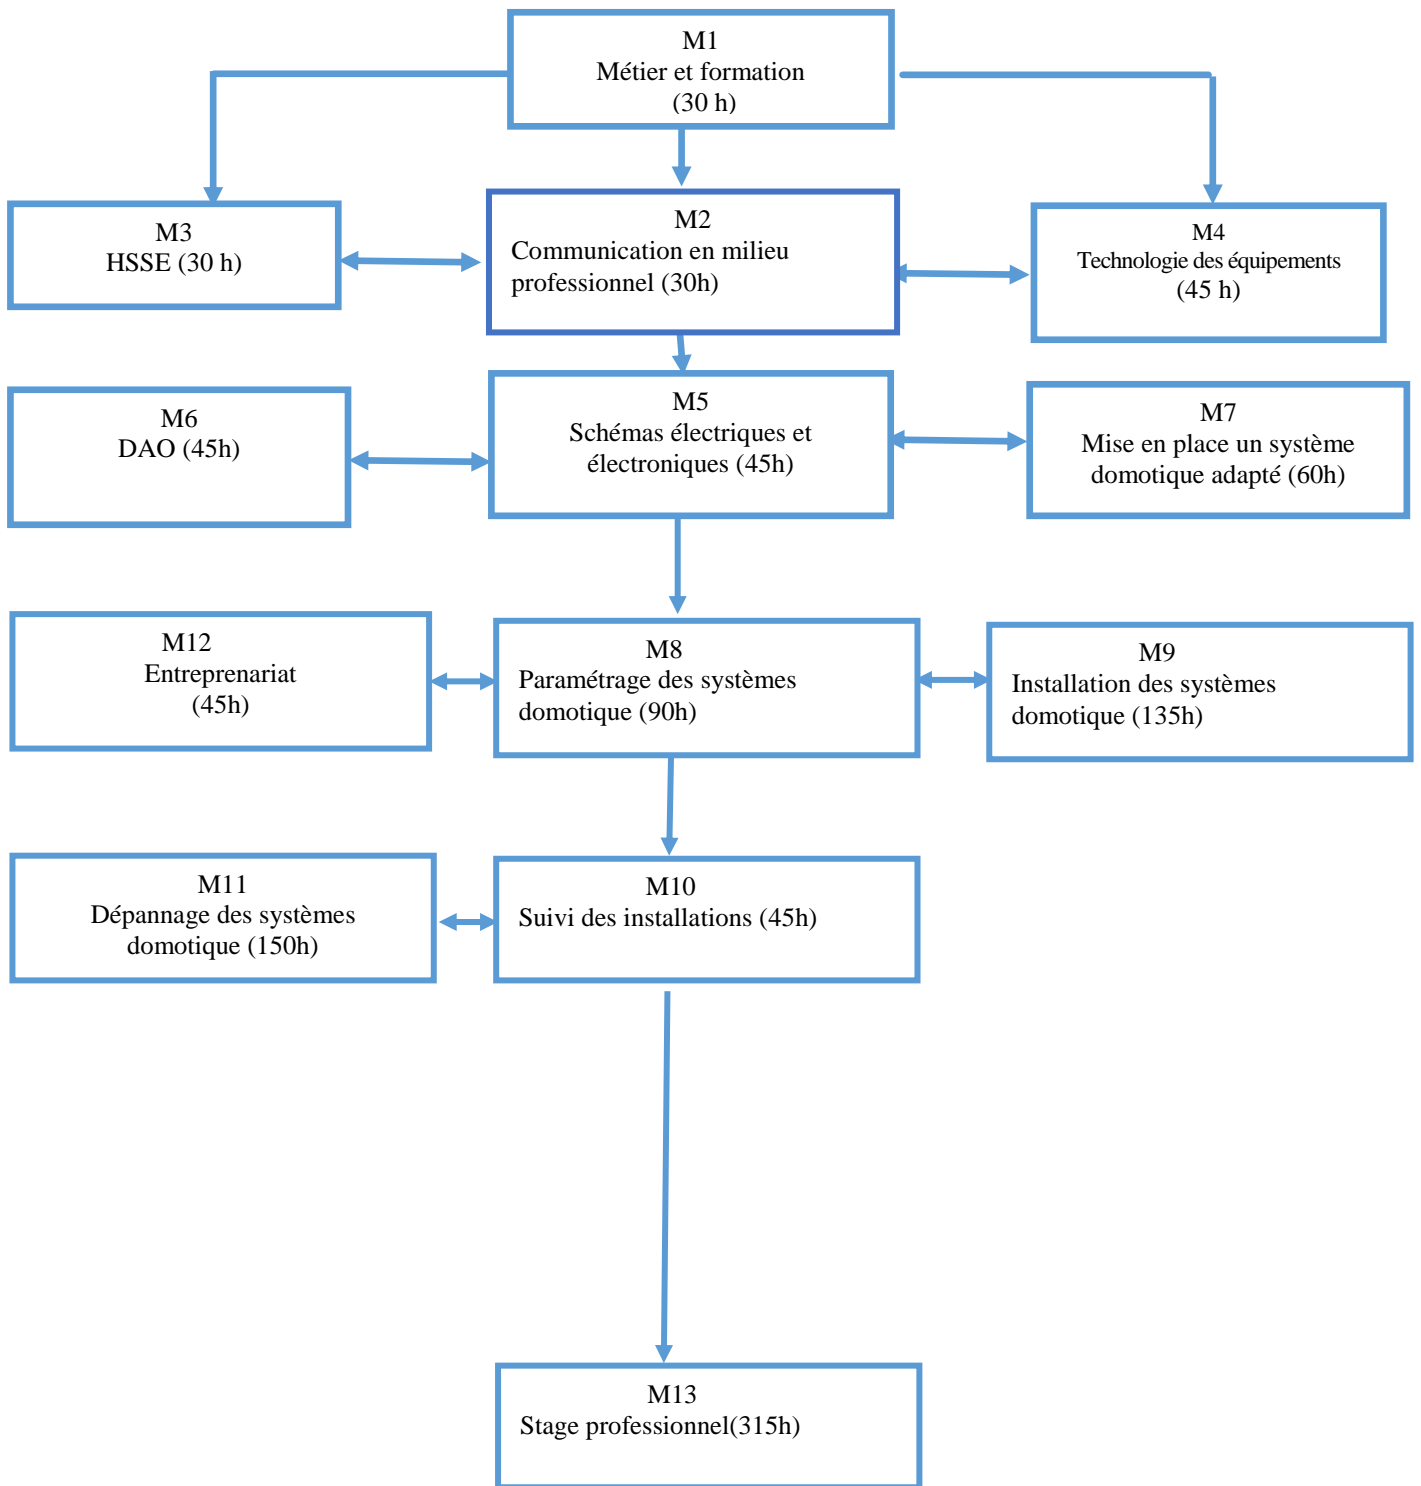 M1
Métier et formation
(30 h)
M3
HSSE (30 h)
M2
Communication en milieu
professionnel (30h)
M4
Technologie des équipements
(45 h)
M6
DAO (45h)
M5
Schémas électriques et
électroniques (45h)
M7
Mise en place un système
domotique adapté (60h)
M12
Entreprenariat
(45h)
M8
Paramétrage des systèmes
domotique (90h)
M9
Installation des systèmes
domotique (135h)
M11
Dépannage des systèmes
domotique (150h)
M10
Suivi des installations (45h)
M13
Stage professionnel(315h)